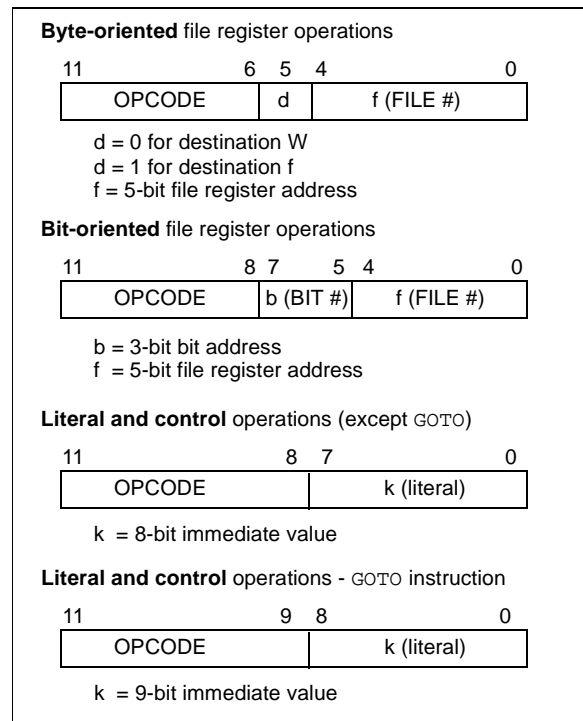 Byte-oriented file register operations
11 6 5 4 0
OPCODE d f (FILE #)
d = 0 for destination W
d = 1 for destination f
f = 5-bit file register address
Bit-oriented file register operations
11 8 7 5 4 0
OPCODE b (BIT #) f (FILE #)
b = 3-bit bit address
f = 5-bit file register address
Literal and control operations (except GOTO)
11 8 7 0
OPCODE k (literal)
k = 8-bit immediate value
Literal and control operations - GOTO instruction
11 9 8 0
OPCODE k (literal)
k = 9-bit immediate value